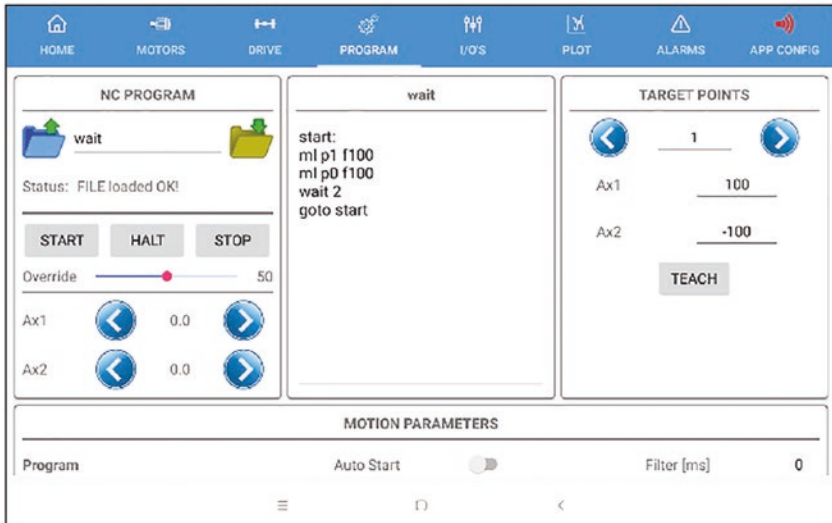 HOME MOTORS DRIVE PROGRAM I/O'S PLOT ALARMS APP CONFIG
NC PROGRAM
wait
Status: FILE loaded OK!
START HALT STOP
Override 50
Ax1 0.0
Ax2 0.0
wait
start:
ml p1 f100
ml p0 f100
wait 2
goto start
TARGET POINTS
1
Ax1 100
Ax2 -100
TEACH
MOTION PARAMETERS
Program Auto Start Filter [ms] 0